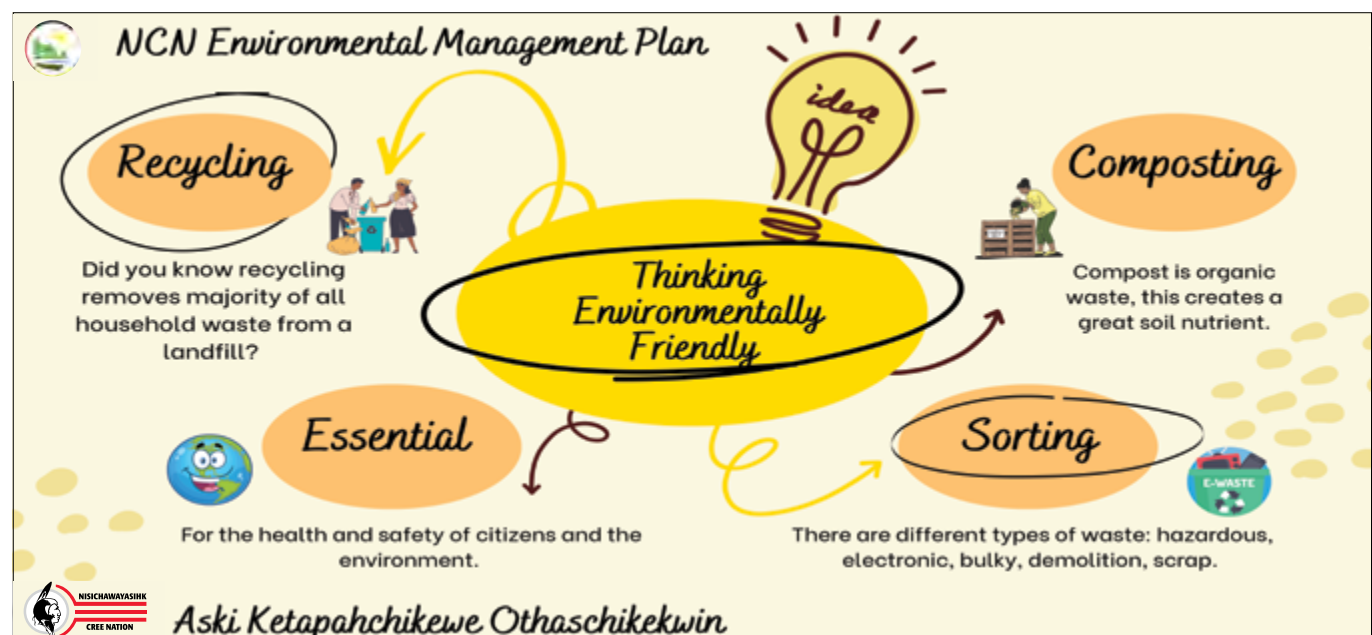 NCN Environmental Management Plan
idea
Recycling
Did you know recycling
removes majority of all
household waste from a
landfill?
Composting
Compost is organic
waste, this creates a
great soil nutrient.
Thinking
Environmentally
Friendly
Essential
For the health and safety of citizens and the
environment.
Sorting
E-WASTE
There are different types of waste: hazardous,
electronic, bulky, demolition, scrap.
NISICHAWAYASIHK
CREE NATION
Aski Ketapahchikewe Othaschikekwin